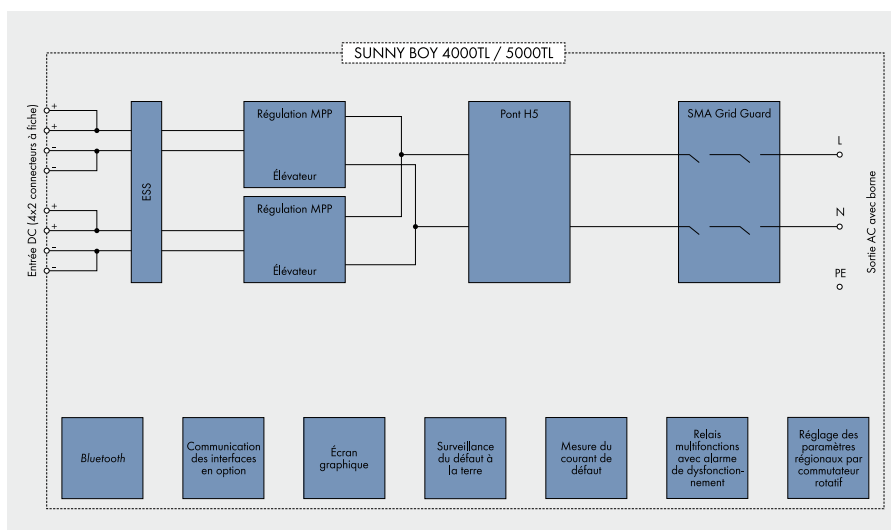 SUNNY BOY 4000TL / 5000TL
Entrée DC (4x2 connecteurs à fiche)
+
+
–
–
+
+
–
–
ESS
Régulation MPP
Élévateur
Régulation MPP
Élévateur
Pont H5
SMA Grid Guard
L
N
PE
Sortie AC avec borne
Bluetooth
Communication
des interfaces
en option
Écran
graphique
Surveillance
du défaut à
la terre
Mesure du
courant de
défaut
Relais
multifonctions
avec alarme
de dysfonction-
nement
Réglage des
paramètres
régionaux par
commutateur
rotatif